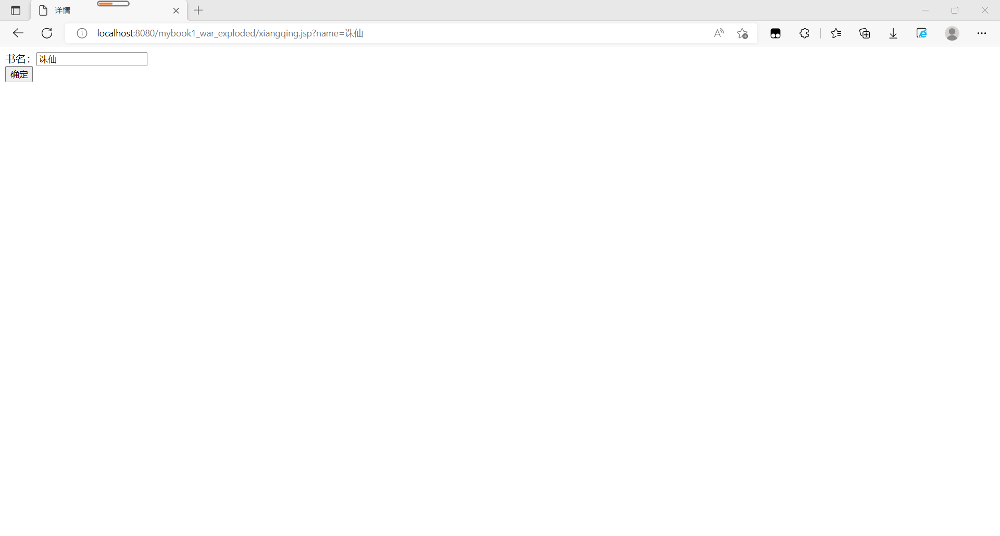 详情
localhost:8080/mybook1_war_exploded/xiangqing.jsp?name=诛仙
书名：诛仙
确定